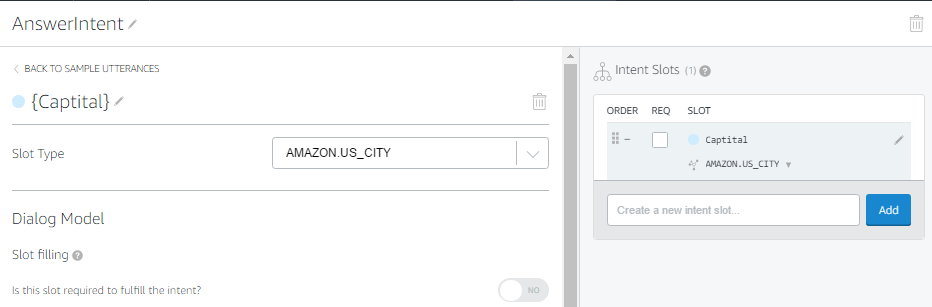 AnswerIntent
BACK TO SAMPLE UTTERANCES
{Captital}
Slot Type
AMAZON.US_CITY
Dialog Model
Slot filling ?
Is this slot required to fulfill the intent?
NO
Intent Slots (1) ?
ORDER REQ SLOT
Captital
AMAZON.US_CITY
Create a new intent slot...
Add